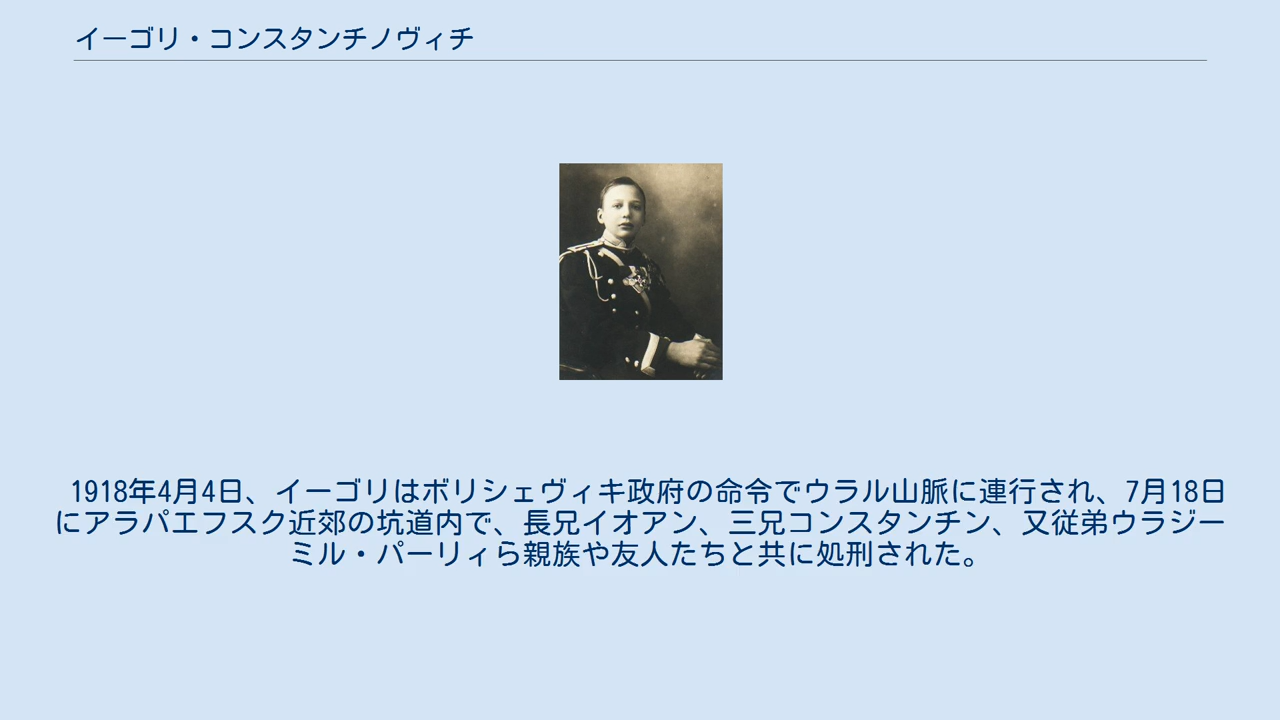 イーゴリ・コンスタンチノヴィチ
1918年4月4日、イーゴリはボリシェヴィキ政府の命令でウラル山脈に連行され、7月18日
にアラパエフスク近郊の坑道内で、長兄イオアン、三兄コンスタンチン、又従弟ウラジー
ミル・パーリィら親族や友人たちと共に処刑された。